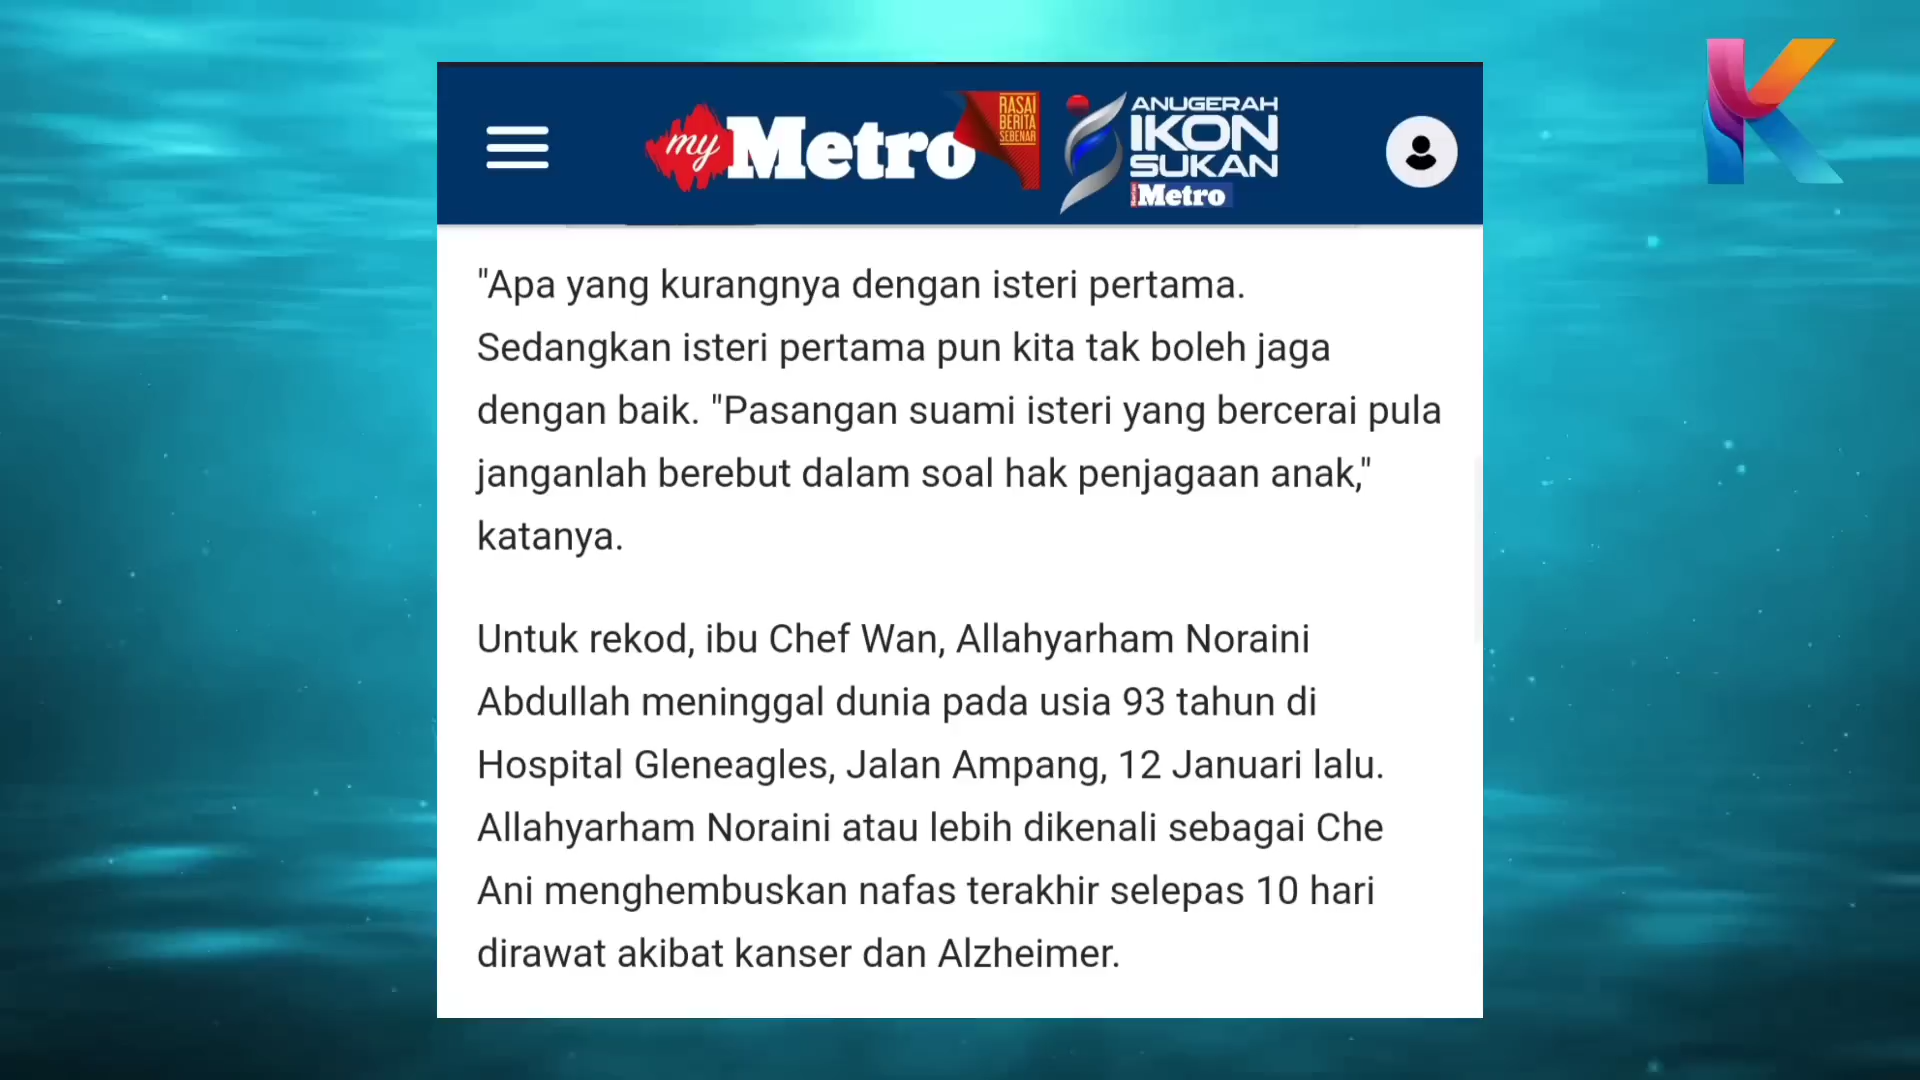 my Metro
RASAI
BERITA
SEBENAR
ANUGERAH
IKON
SUKAN
Metro
"Apa yang kurangnya dengan isteri pertama.
Sedangkan isteri pertama pun kita tak boleh jaga
dengan baik. "Pasangan suami isteri yang bercerai pula
janganlah berebut dalam soal hak penjagaan anak,"
katanya.
Untuk rekod, ibu Chef Wan, Allahyarham Noraini
Abdullah meninggal dunia pada usia 93 tahun di
Hospital Gleneagles, Jalan Ampang, 12 Januari lalu.
Allahyarham Noraini atau lebih dikenali sebagai Che
Ani menghembuskan nafas terakhir selepas 10 hari
dirawat akibat kanser dan Alzheimer.
K